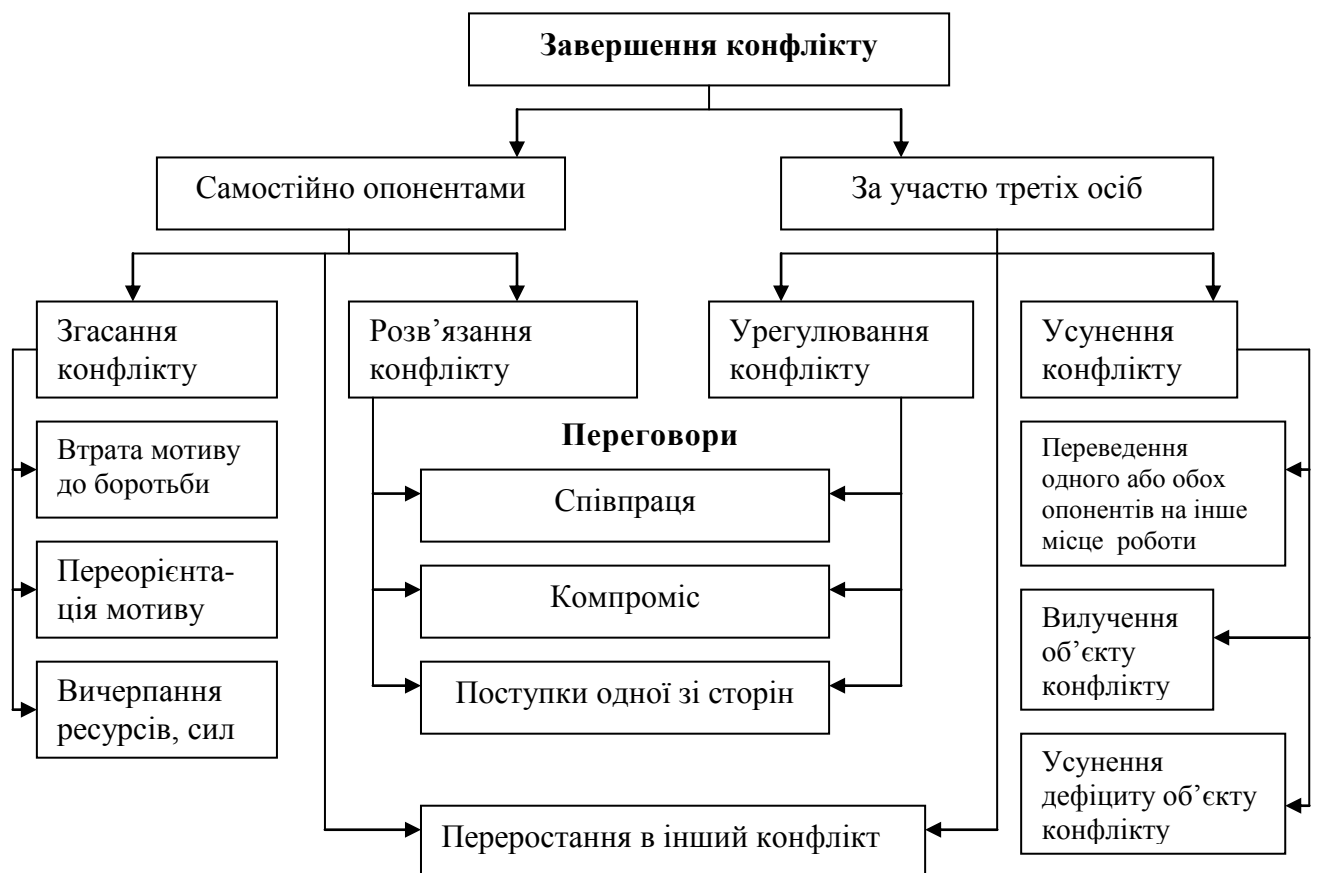 Завершення конфлікту
Самостійно опонентами
За участю третіх осіб
Згасання
конфлікту
Розв’язання
конфлікту
Урегулювання
конфлікту
Усунення
конфлікту
Втрата мотиву
до боротьби
Переорієнта-
ція мотиву
Вичерпання
ресурсів, сил
Переговори
Співпраця
Компроміс
Поступки одної зі сторін
Переведення
одного або обох
опонентів на інше
місце роботи
Вилучення
об’єкту
конфлікту
Усунення
дефіциту об’єкту
конфлікту
Переростання в інший конфлікт